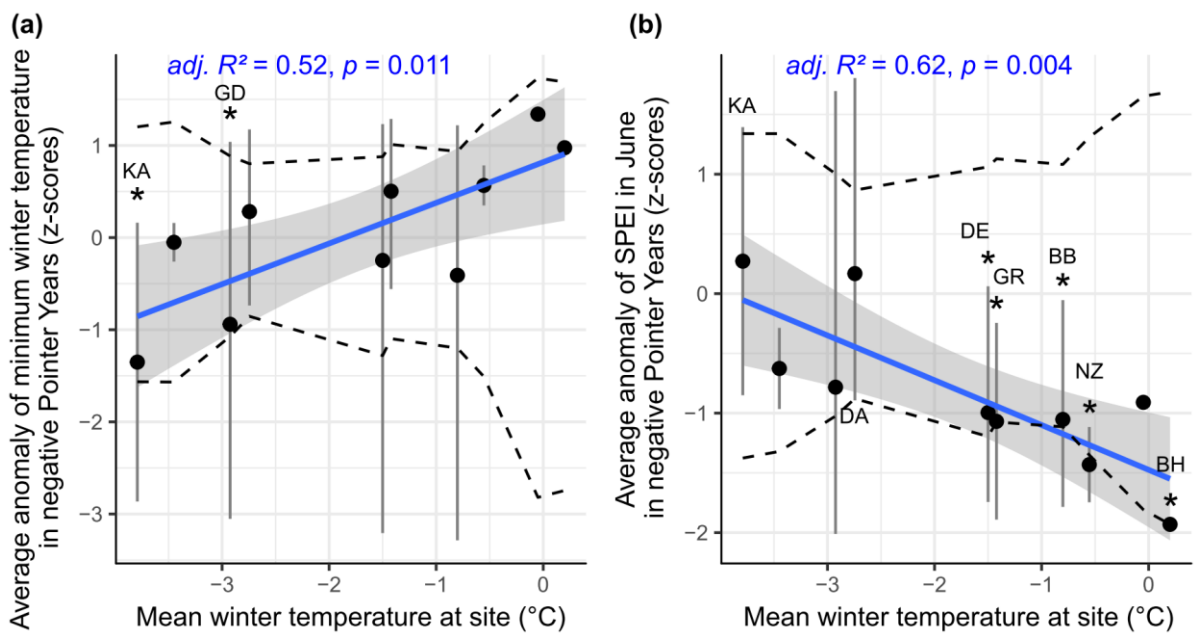 (a)
adj. R² = 0.52, p = 0.011
Average anomaly of minimum winter temperature
in negative Pointer Years (z-scores)
1
0
−1
−2
−3
KA
*
GD
*
−3
−2
−1
0
Mean winter temperature at site (°C)
(b)
adj. R² = 0.62, p = 0.004
Average anomaly of SPEI in June
in negative Pointer Years (z-scores)
1
0
−1
−2
KA
DA
DE
*
GR
*
BB
*
NZ
*
BH
*
−3
−2
−1
0
Mean winter temperature at site (°C)